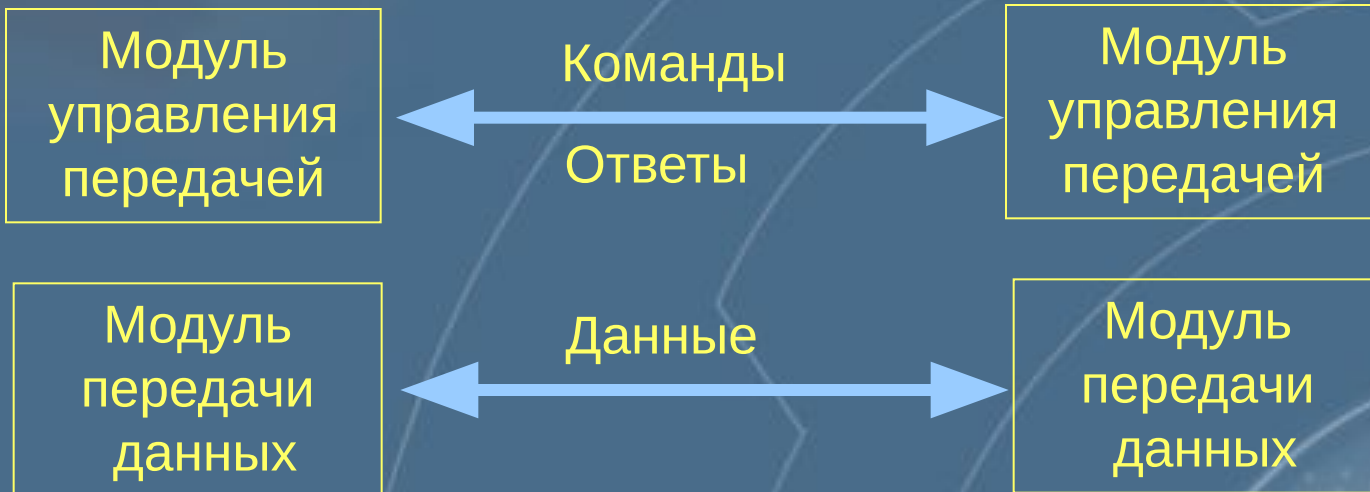 Модуль
управления
передачей
Команды
Ответы
Модуль
управления
передачей
Модуль
передачи
данных
Данные
Модуль
передачи
данных